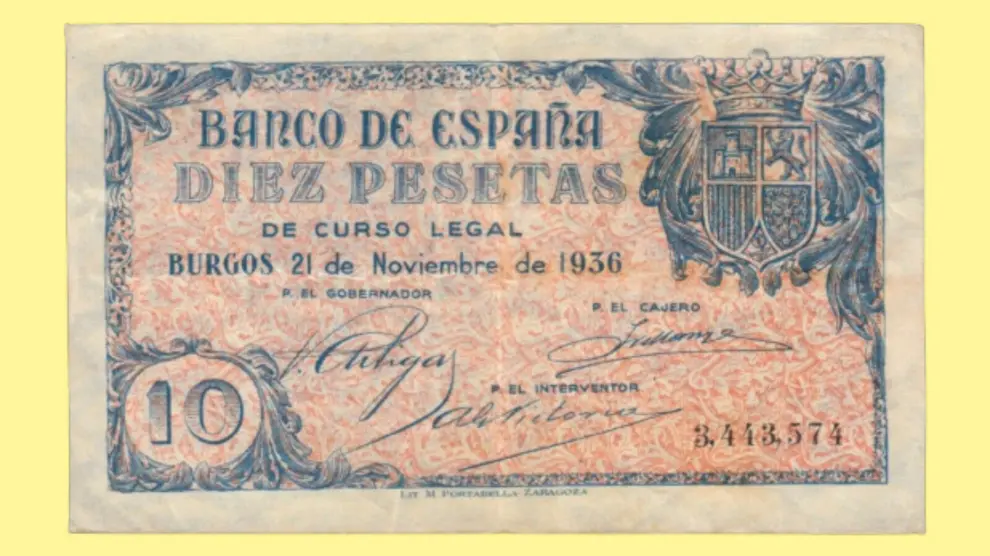 BANCO DE ESPAÑA
DIEZ PESETAS
DE CURSO LEGAL
BURGOS 21 de Noviembre de 1936
P. EL GOBERNADOR
P. EL CAJERO
P. EL INTERVENTOR
10
3,443,574
LIT M PORTABELLA ZARAGOZA